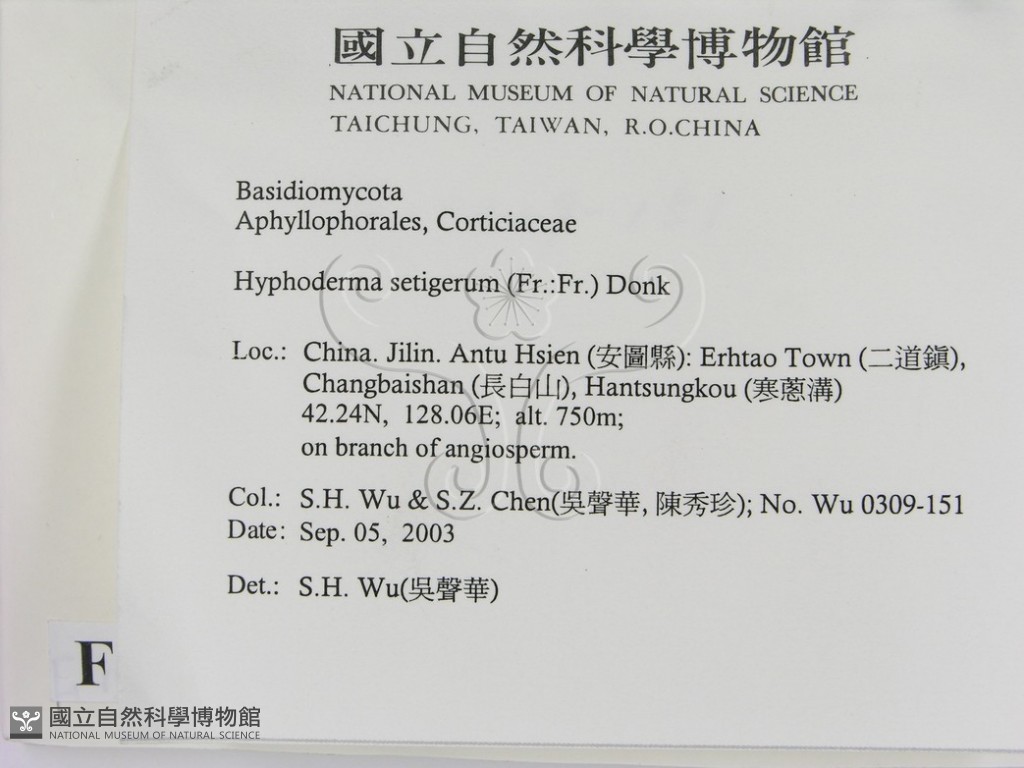 國立自然科學博物館
NATIONAL MUSEUM OF NATURAL SCIENCE
TAICHUNG, TAIWAN, R.O.CHINA
Basidiomycota
Aphyllophorales, Corticiaceae
Hyphoderma setigerum (Fr.:Fr.) Donk
Loc.: China. Jilin. Antu Hsien (安圖縣): Erhtao Town (二道鎭),
Changbaishan (長白山), Hantsungkou (寒蔥溝)
42.24N, 128.06E; alt. 750m;
on branch of angiosperm.
Col.: S.H. Wu & S.Z. Chen(吳聲華, 陳秀珍); No. Wu 0309-151
Date: Sep. 05, 2003
Det.: S.H. Wu(吳聲華)
F
國立自然科學博物館
NATIONAL MUSEUM OF NATURAL SCIENCE